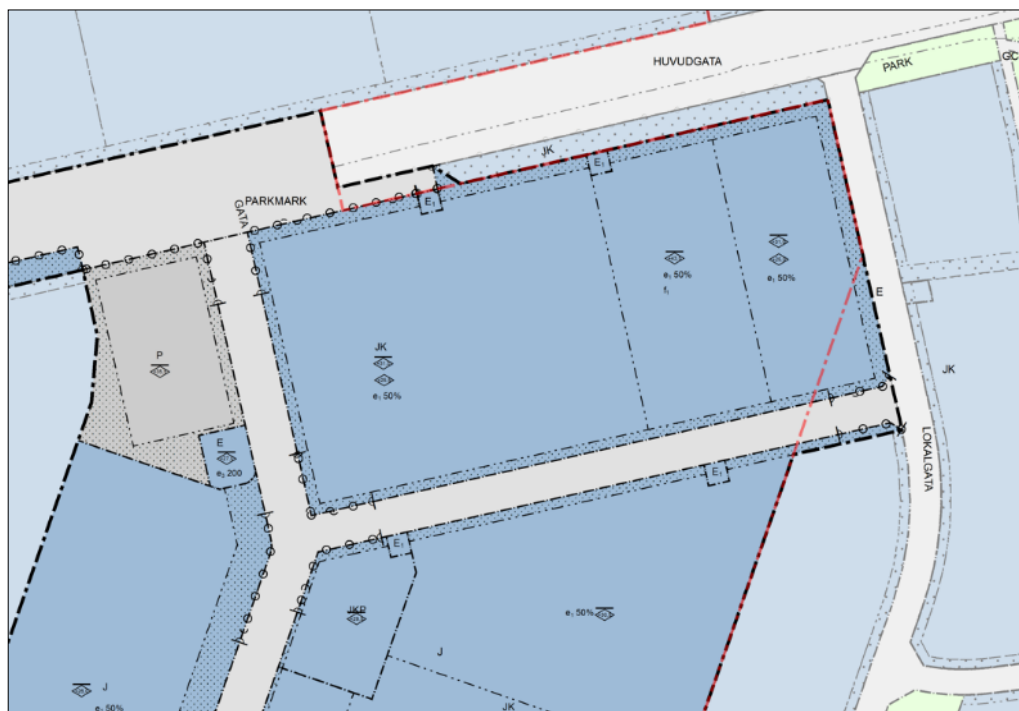 HUVUDGATA
GC
PARK
JK
E₁
E₁
PARKMARK
GATA
e₁ 50%
e₁ 50%
f₁
E
P
JK
e₁ 50%
JK
E
e₂ 200
E₁
LOKALGATA
E₁
JKP
e₁ 50%
J
J
JK
e₁ 50%